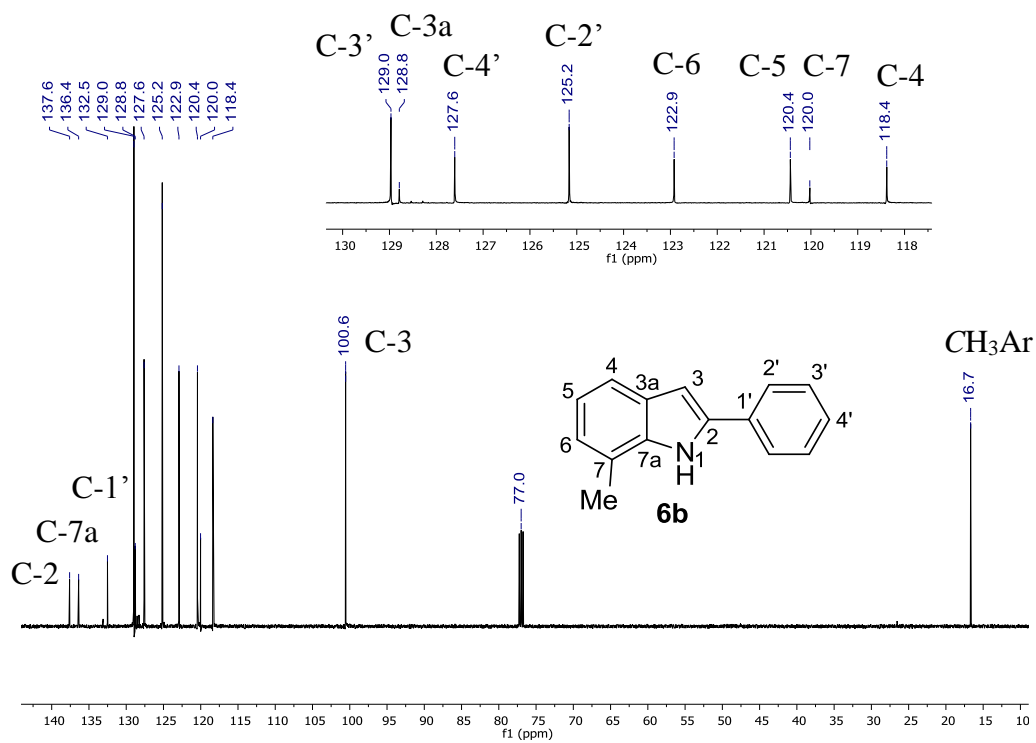 C-3'
C-3a
C-4'
C-2'
C-6
C-5
C-7
C-4
129.0
128.8
127.6
125.2
122.9
120.4
120.0
118.4
130 129 128 127 126 125 124 123 122 121 120 119 118
f1 (ppm)
137.6
136.4
132.5
129.0
128.8
127.6
125.2
122.9
120.4
120.0
118.4
100.6
C-3
CH3Ar
16.7
77.0
4
3
2'
3'
5
3a
1'
4'
6
2
7
7a
N
1
H
Me
6b
C-1’
C-7a
C-2
140 135 130 125 120 115 110 105 100 95 90 85 80 75 70 65 60 55 50 45 40 35 30 25 20 15 10
f1 (ppm)